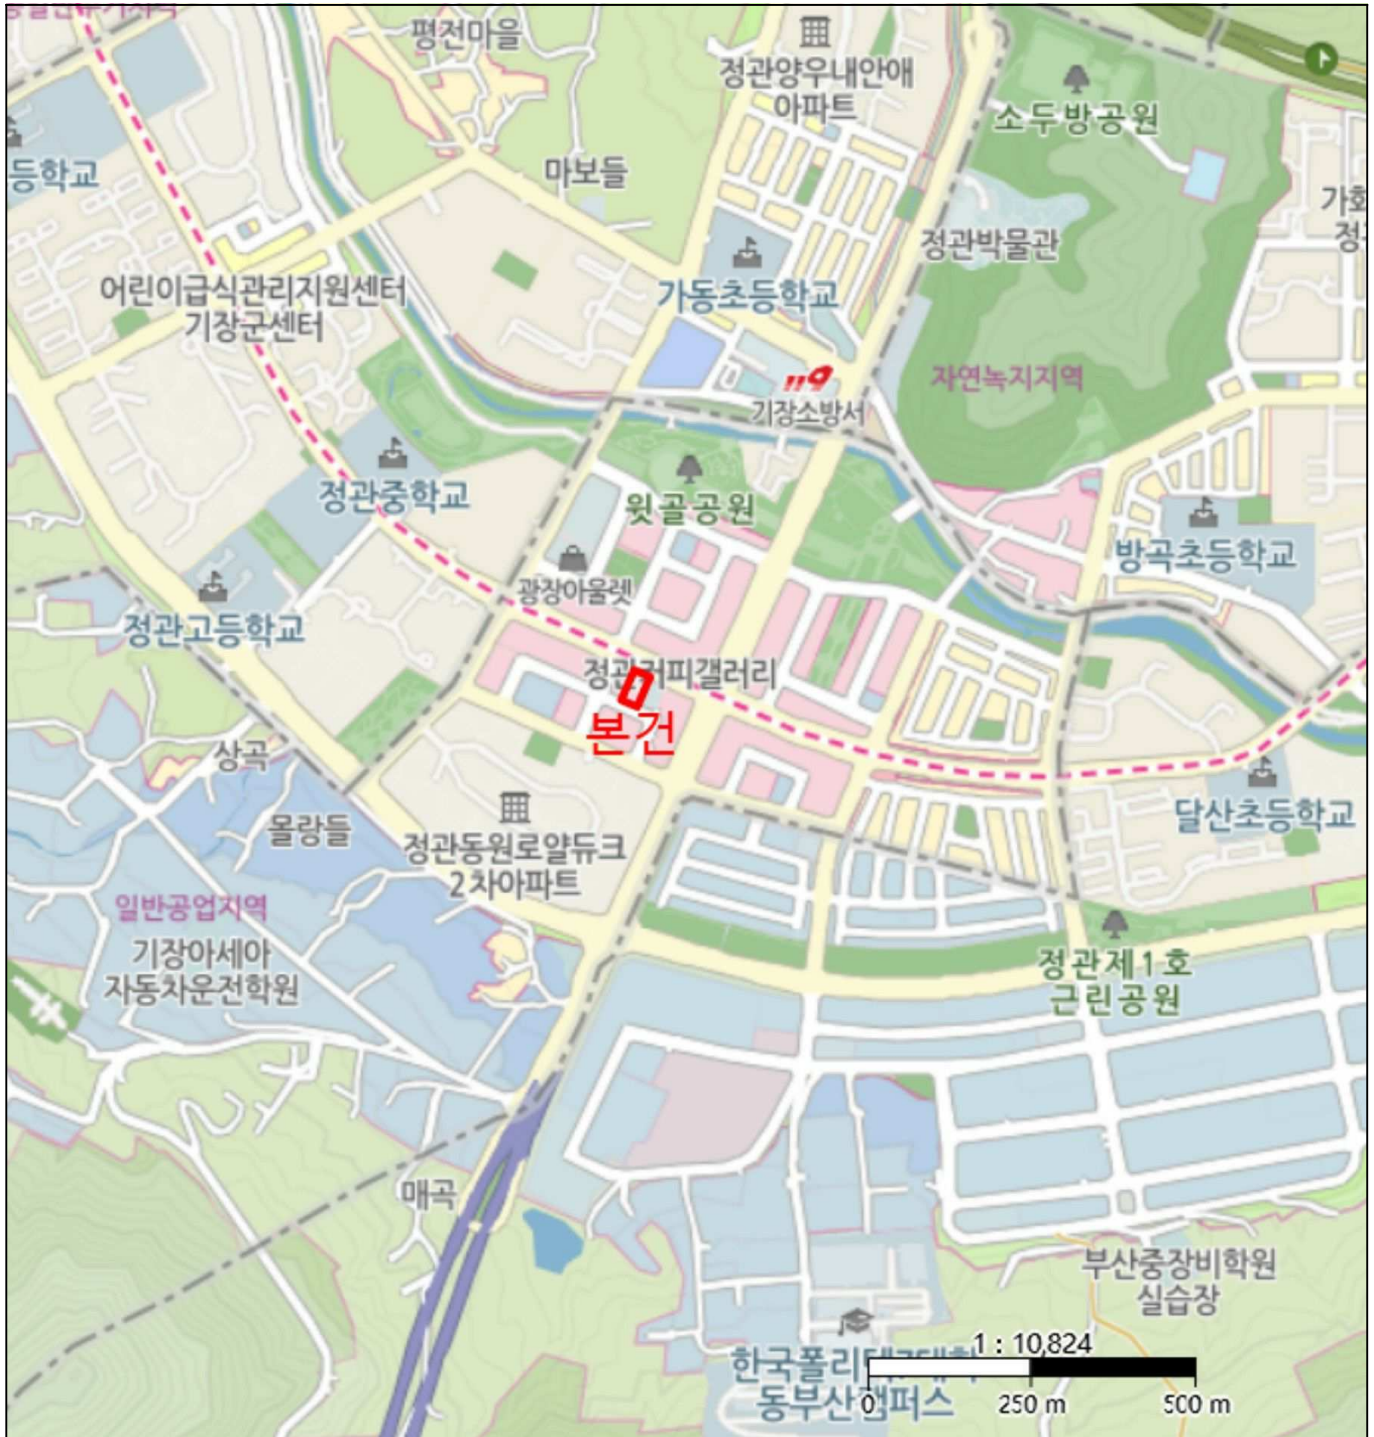 평전마을
정관양우내안애
아파트
소두방공원
등학교
마보들
가화
정관박물관
어린이급식관리지원센터
기장군센터
가동초등학교
자연녹지지역
119
기장소방서
정관중학교
윗골공원
방곡초등학교
광장아울렛
정관고등학교
정관커피갤러리
본건
상곡
몰랑들
달산초등학교
정관동원로얄듀크
2차아파트
일반공업지역
기장아세아
자동차운전학원
정관제1호
근린공원
매곡
부산중장비학원
실습장
1 : 10,824
한국폴리텍7대학
동부산캠퍼스
0 250 m 500 m